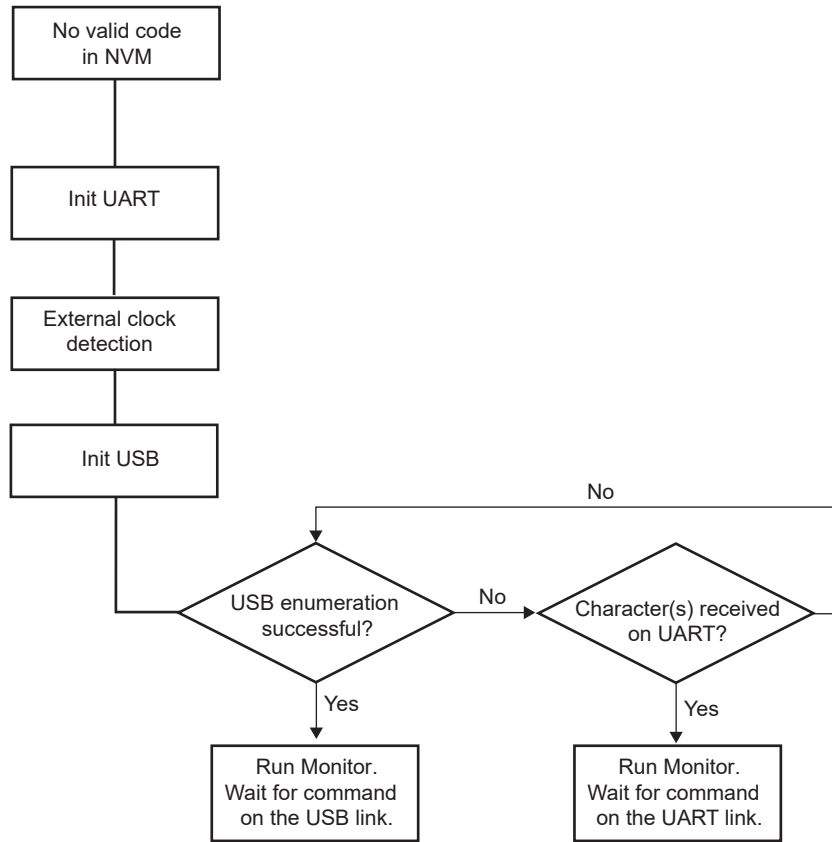 No valid code
in NVM
Init UART
External clock
detection
Init USB
No
USB enumeration
successful?
No
Character(s) received
on UART?
Yes
Yes
Run Monitor.
Wait for command
on the USB link.
Run Monitor.
Wait for command
on the UART link.